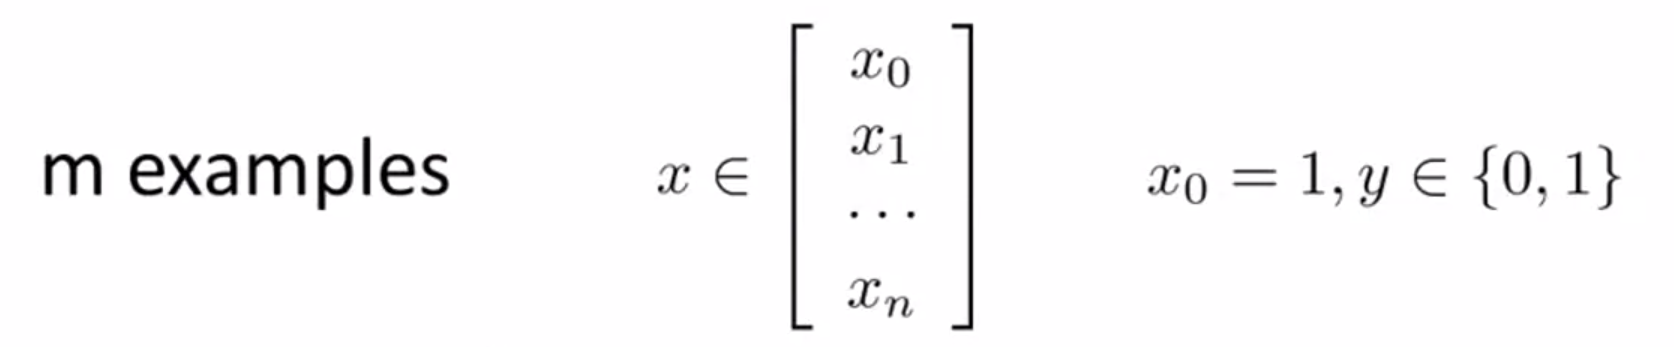 m examples x ∈ [ x₀ x₁ ... xₙ ] x₀ = 1, y ∈ {0, 1}